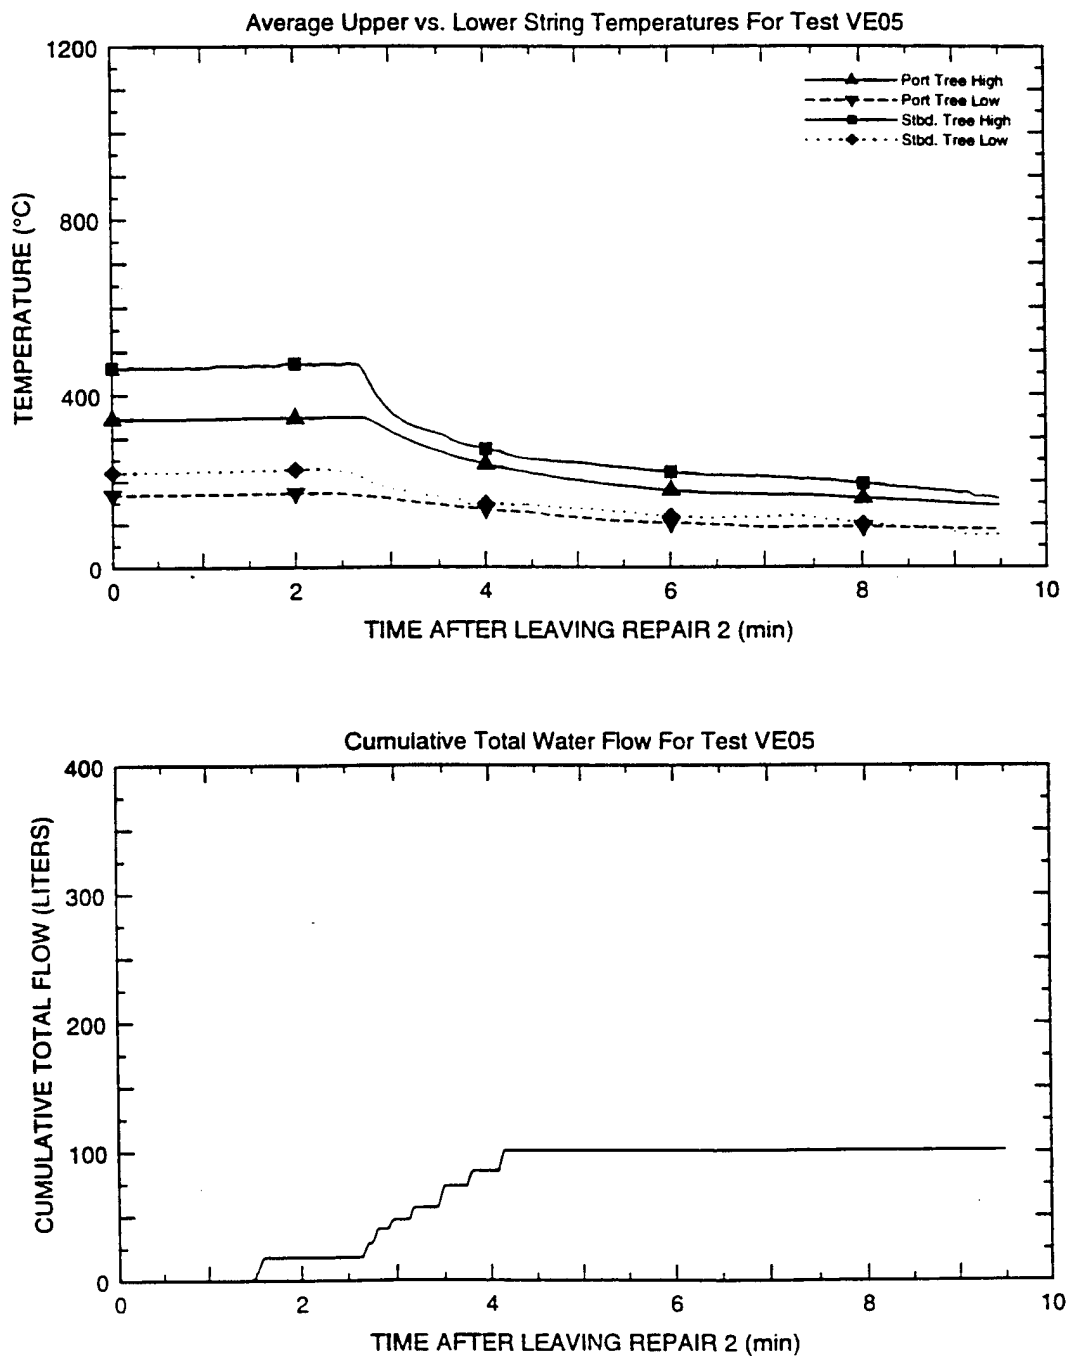 Average Upper vs. Lower String Temperatures For Test VE05
1200
800
400
0
TEMPERATURE (°C)
Port Tree High
Port Tree Low
Stbd. Tree High
Stbd. Tree Low
0 2 4 6 8 10
TIME AFTER LEAVING REPAIR 2 (min)
Cumulative Total Water Flow For Test VE05
400
300
200
100
0
CUMULATIVE TOTAL FLOW (LITERS)
0 2 4 6 8 10
TIME AFTER LEAVING REPAIR 2 (min)